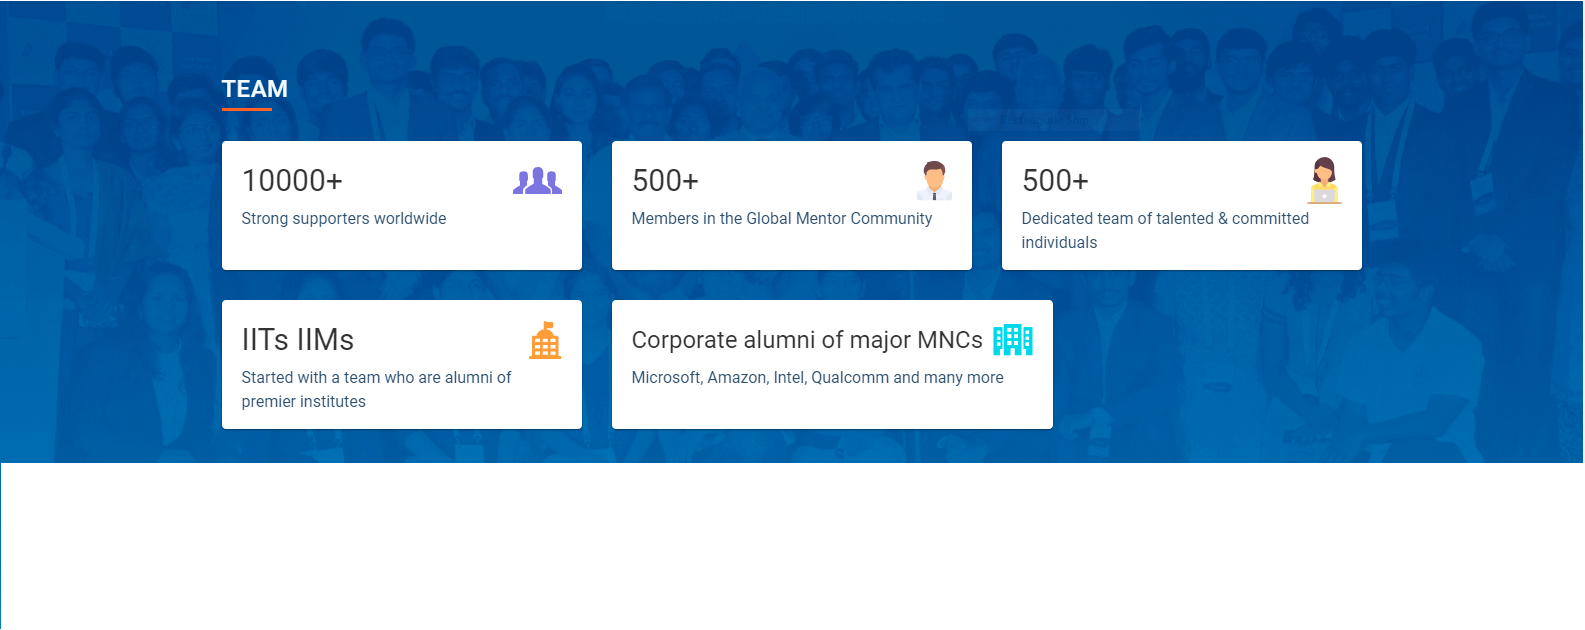 TEAM
10000+
Strong supporters worldwide
500+
Members in the Global Mentor Community
500+
Dedicated team of talented & committed
individuals
IITs IIMs
Started with a team who are alumni of
premier institutes
Corporate alumni of major MNCs
Microsoft, Amazon, Intel, Qualcomm and many more